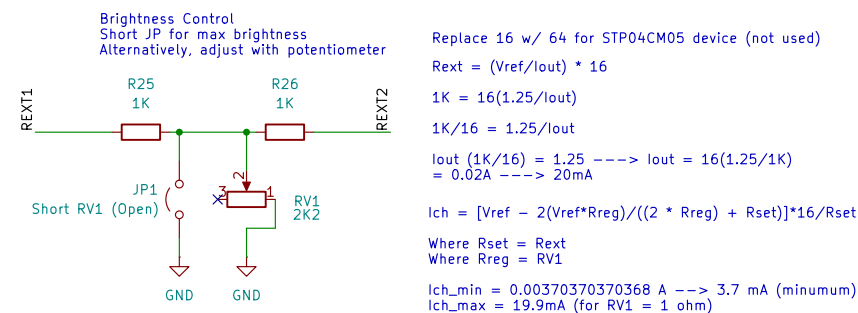 Brightness Control
Short JP for max brightness
Alternatively, adjust with potentiometer
REXT1
R25
1K
R26
1K
REXT2
JP1
Short RV1 (Open)
2
3
1
RV1
2K2
GND
GND
Replace 16 w/ 64 for STP04CM05 device (not used)
Rext = (Vref/Iout) * 16
1K = 16(1.25/Iout)
1K/16 = 1.25/Iout
Iout (1K/16) = 1.25 ---> Iout = 16(1.25/1K)
= 0.02A ---> 20mA
Ich = [Vref - 2(Vref*Rreg)/((2 * Rreg) + Rset)]*16/Rset
Where Rset = Rext
Where Rreg = RV1
Ich_min = 0.00370370370368 A --> 3.7 mA (minumum)
Ich_max = 19.9mA (for RV1 = 1 ohm)